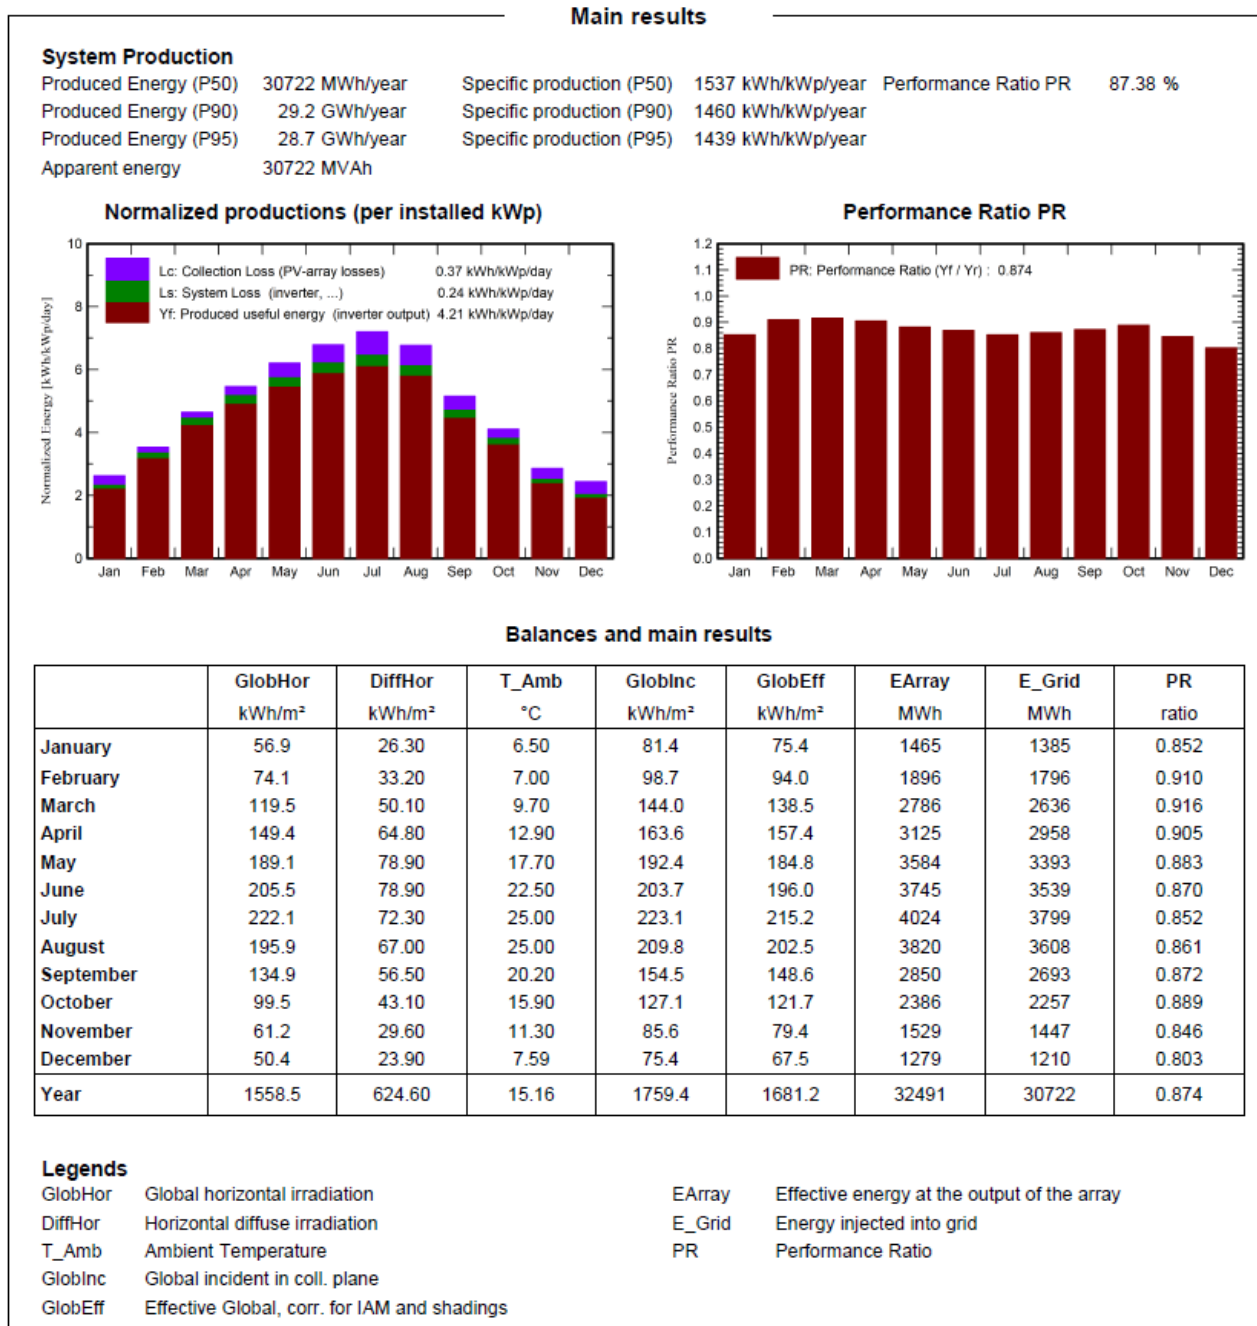 Main results
System Production
Produced Energy (P50) 30722 MWh/year Specific production (P50) 1537 kWh/kWp/year Performance Ratio PR 87.38 %
Produced Energy (P90) 29.2 GWh/year Specific production (P90) 1460 kWh/kWp/year
Produced Energy (P95) 28.7 GWh/year Specific production (P95) 1439 kWh/kWp/year
Apparent energy 30722 MVAh
Normalized productions (per installed kWp)
Normalized Energy [kWh/kWp/day]
10
8
6
4
2
0
Lc: Collection Loss (PV-array losses) 0.37 kWh/kWp/day
Ls: System Loss (inverter, ...) 0.24 kWh/kWp/day
Yf: Produced useful energy (inverter output) 4.21 kWh/kWp/day
Jan Feb Mar Apr May Jun Jul Aug Sep Oct Nov Dec
Performance Ratio PR
Performance Ratio PR
1.2
1.1
1.0
0.9
0.8
0.7
0.6
0.5
0.4
0.3
0.2
0.1
0.0
PR: Performance Ratio (Yf / Yr) : 0.874
Jan Feb Mar Apr May Jun Jul Aug Sep Oct Nov Dec
Balances and main results
GlobHor DiffHor T_Amb GlobInc GlobEff EArray E_Grid PR
kWh/m² kWh/m² °C kWh/m² kWh/m² MWh MWh ratio
January 56.9 26.30 6.50 81.4 75.4 1465 1385 0.852
February 74.1 33.20 7.00 98.7 94.0 1896 1796 0.910
March 119.5 50.10 9.70 144.0 138.5 2786 2636 0.916
April 149.4 64.80 12.90 163.6 157.4 3125 2958 0.905
May 189.1 78.90 17.70 192.4 184.8 3584 3393 0.883
June 205.5 78.90 22.50 203.7 196.0 3745 3539 0.870
July 222.1 72.30 25.00 223.1 215.2 4024 3799 0.852
August 195.9 67.00 25.00 209.8 202.5 3820 3608 0.861
September 134.9 56.50 20.20 154.5 148.6 2850 2693 0.872
October 99.5 43.10 15.90 127.1 121.7 2386 2257 0.889
November 61.2 29.60 11.30 85.6 79.4 1529 1447 0.846
December 50.4 23.90 7.59 75.4 67.5 1279 1210 0.803
Year 1558.5 624.60 15.16 1759.4 1681.2 32491 30722 0.874
Legends
GlobHor Global horizontal irradiation
DiffHor Horizontal diffuse irradiation
T_Amb Ambient Temperature
GlobInc Global incident in coll. plane
GlobEff Effective Global, corr. for IAM and shadings
EArray Effective energy at the output of the array
E_Grid Energy injected into grid
PR Performance Ratio